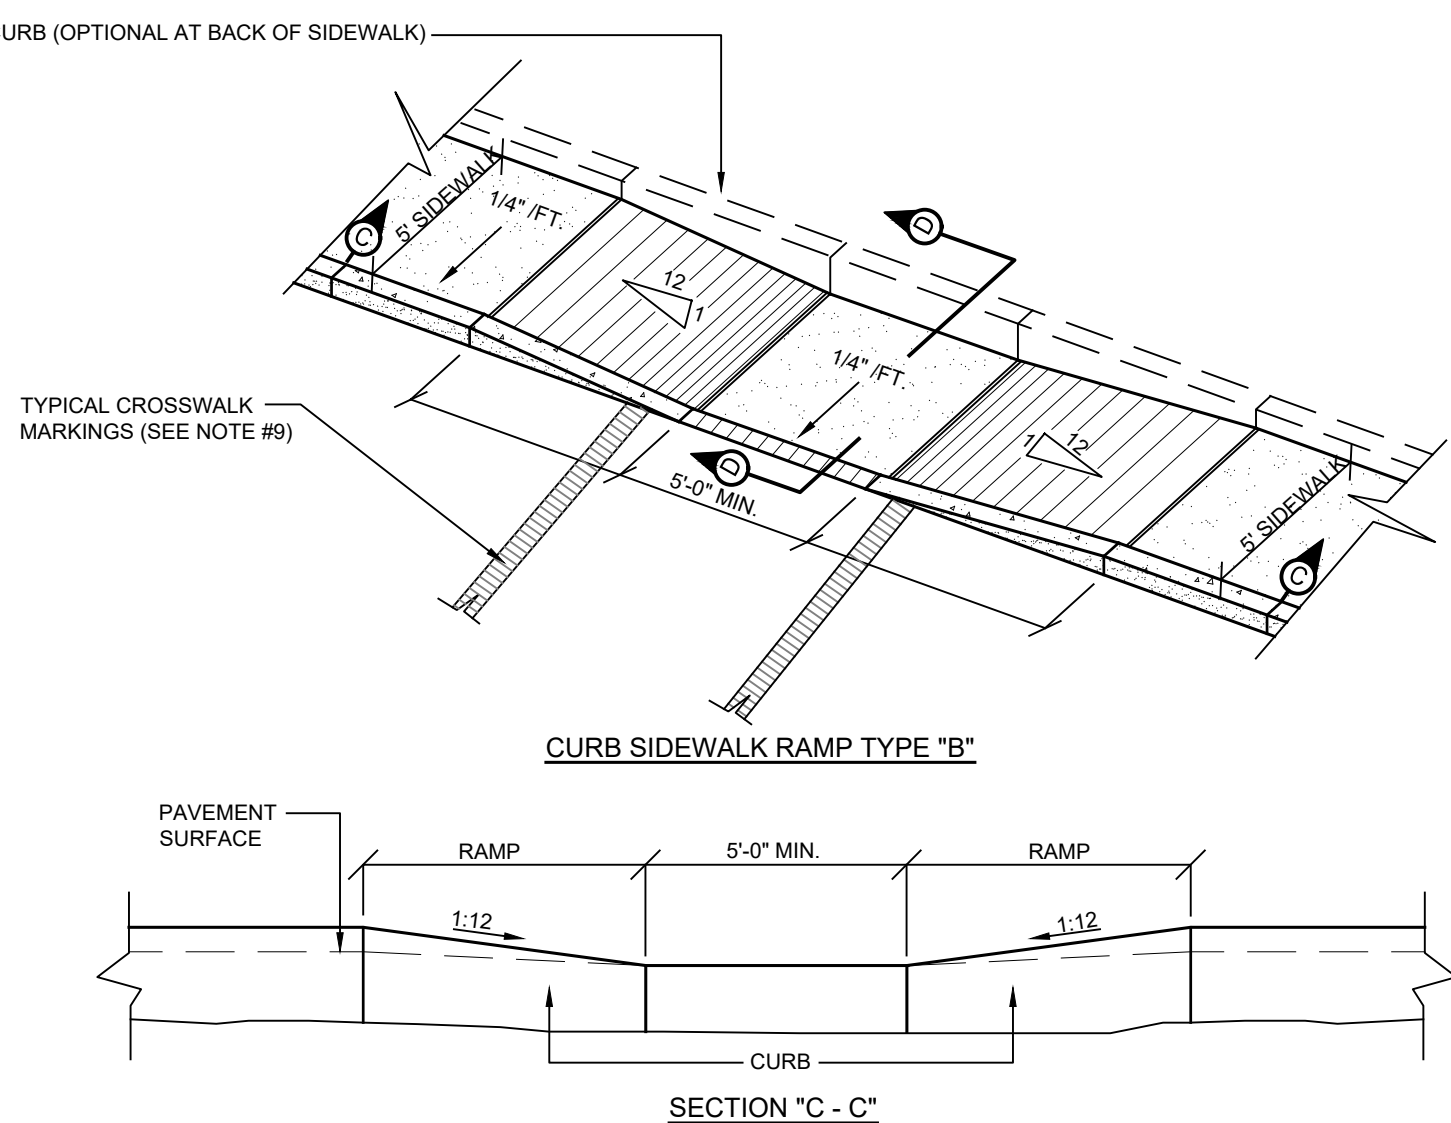 CURB (OPTIONAL AT BACK OF SIDEWALK)
5' SIDEWALK
1/4" /FT.
C
D
12
1
1/4" /FT.
TYPICAL CROSSWALK
MARKINGS (SEE NOTE #9)
D
5'-0" MIN.
1
12
5' SIDEWALK
C
CURB SIDEWALK RAMP TYPE "B"
PAVEMENT
SURFACE
RAMP
5'-0" MIN.
RAMP
1:12
1:12
CURB
SECTION "C - C"